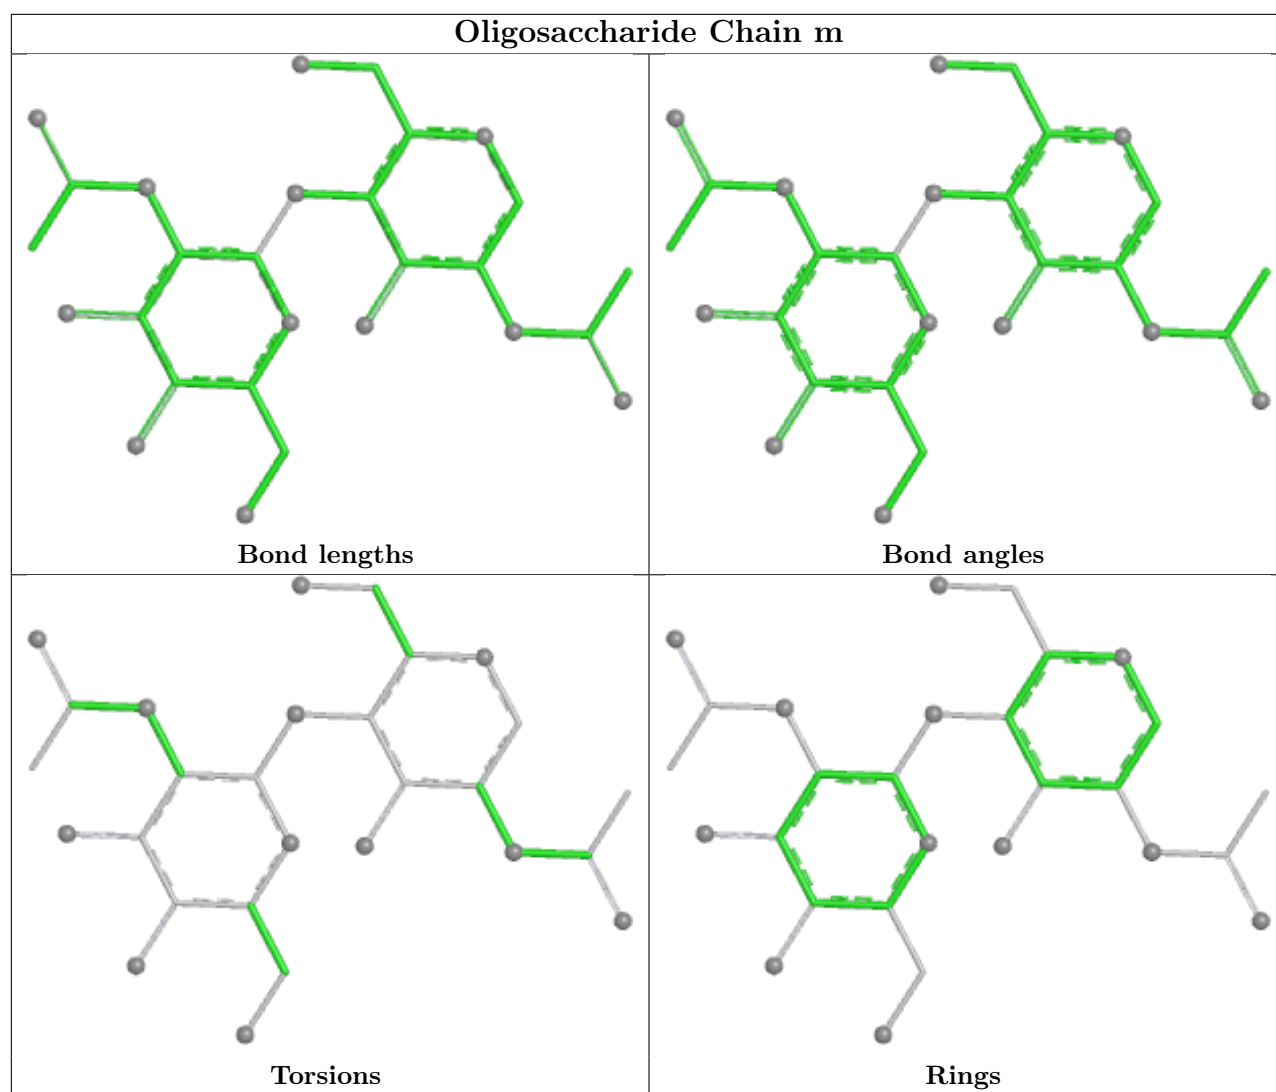 Oligosaccharide Chain m
Bond lengths
Bond angles
Torsions
Rings